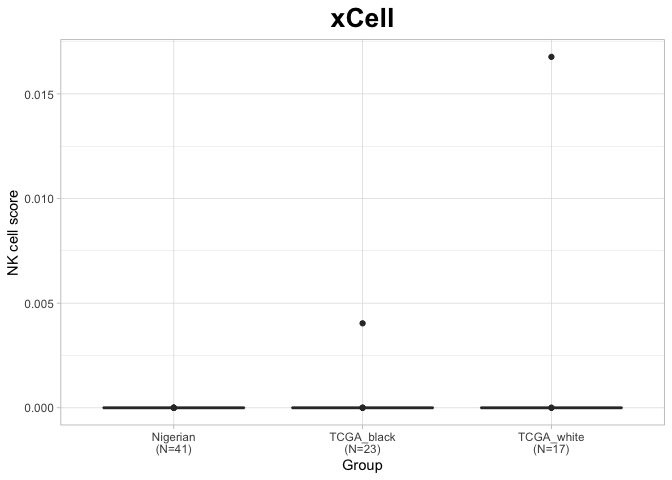 xCell
NK cell score
0.015
0.010
0.005
0.000
Nigerian
(N=41)
TCGA_black
(N=23)
TCGA_white
(N=17)
Group